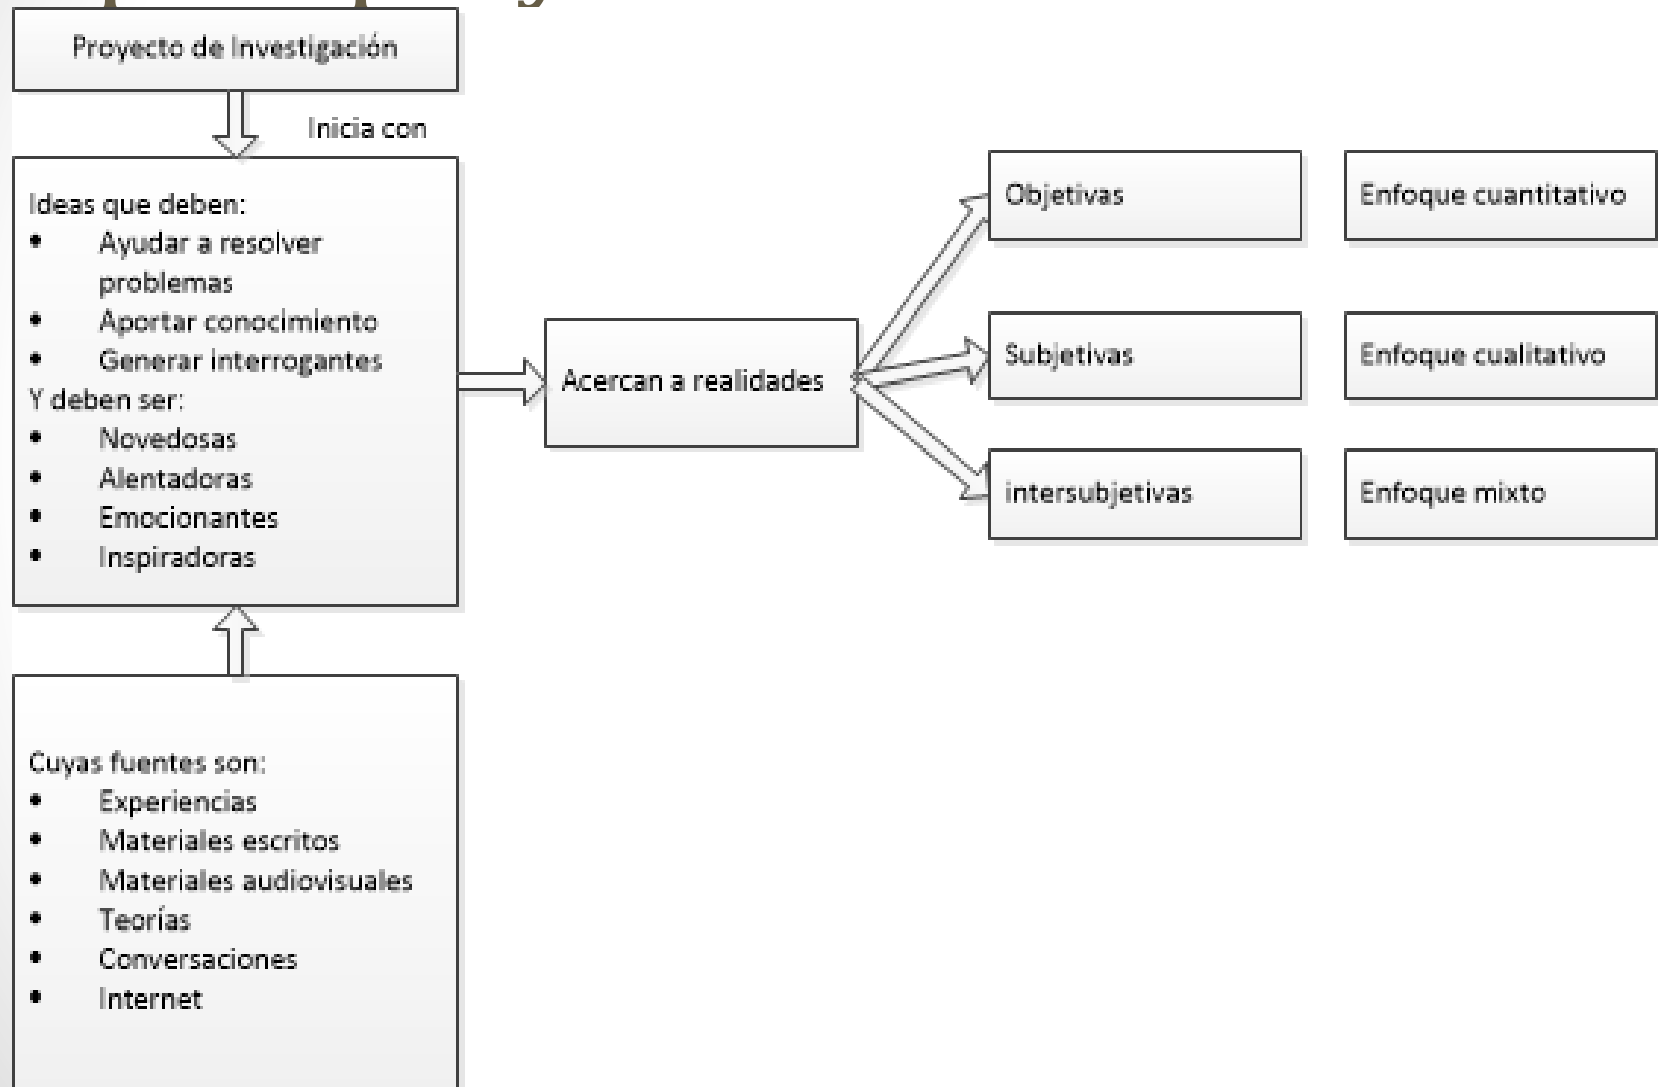 Proyecto de Investigación
Inicia con
Ideas que deben:
• Ayudar a resolver
problemas
• Aportar conocimiento
• Generar interrogantes
Y deben ser:
• Novedosas
• Alentadoras
• Emocionantes
• Inspiradoras
Cuyas fuentes son:
• Experiencias
• Materiales escritos
• Materiales audiovisuales
• Teorías
• Conversaciones
• Internet
Acercan a realidades
Objetivas
Enfoque cuantitativo
Subjetivas
Enfoque cualitativo
intersubjetivas
Enfoque mixto